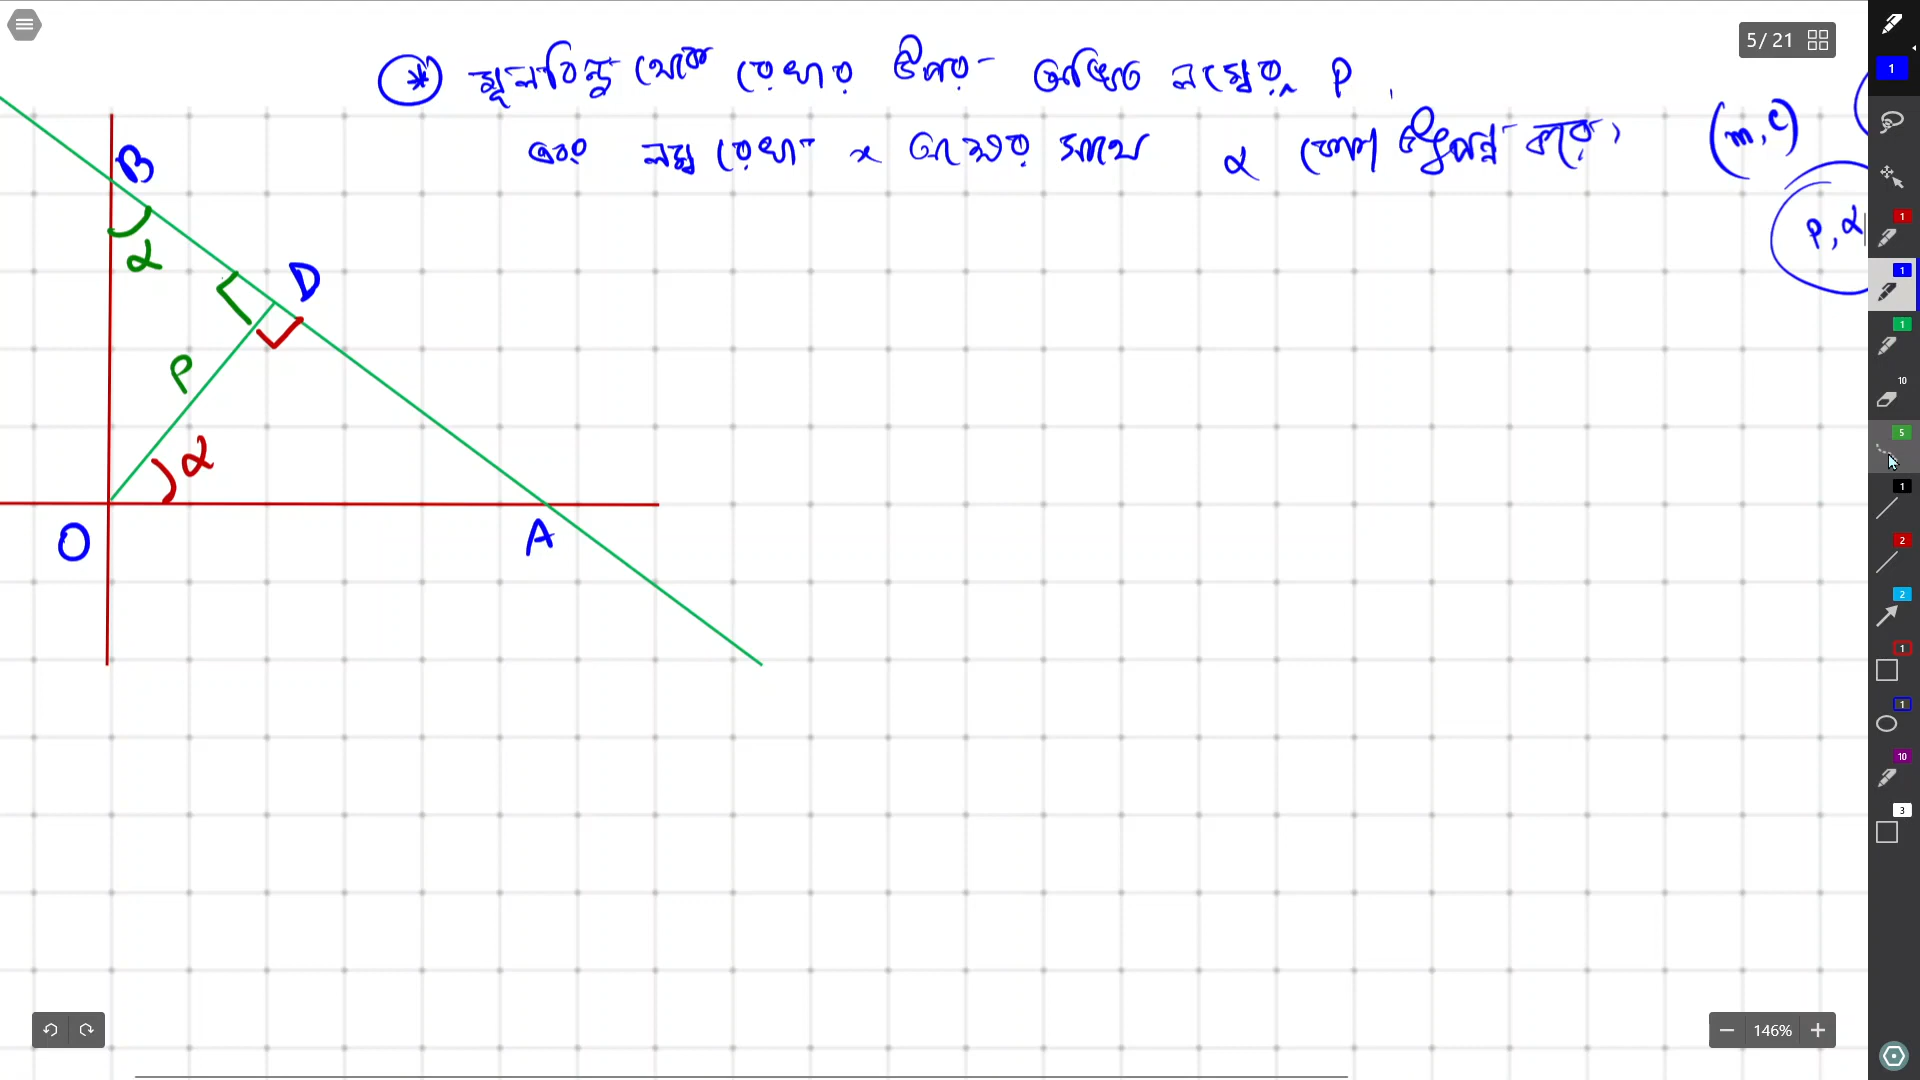 5/ 21
* মূলবিন্দু থেকে রেখার উপর অঙ্কিত লম্বের P,
এবং লম্ব রেখা x অক্ষের সাথে α কোণ উৎপন্ন করে। (m, c)
P, α
B
α
D
P
α
O
A
146%